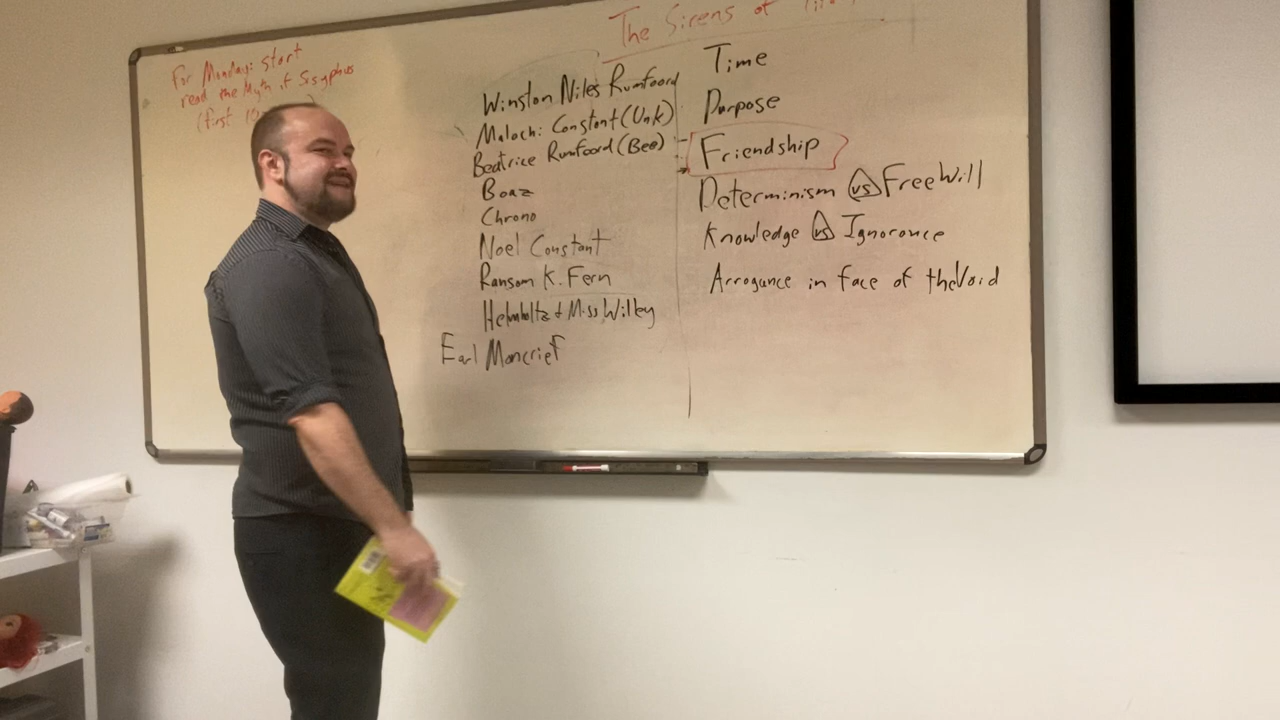 The Sirens of
For Monday: start
read the Myth of Sisyphus
(first
Winston Niles Rumfoord
Malachi Constant (Unk)
Beatrice Rumfoord (Bee)
Boaz
Chrono
Noel Constant
Ransom K. Fern
Helmholtz + Miss Willey
Earl Moncrief
Time
Purpose
Friendship
Determinism vs Free Will
Knowledge vs Ignorance
Arrogance in face of the Void